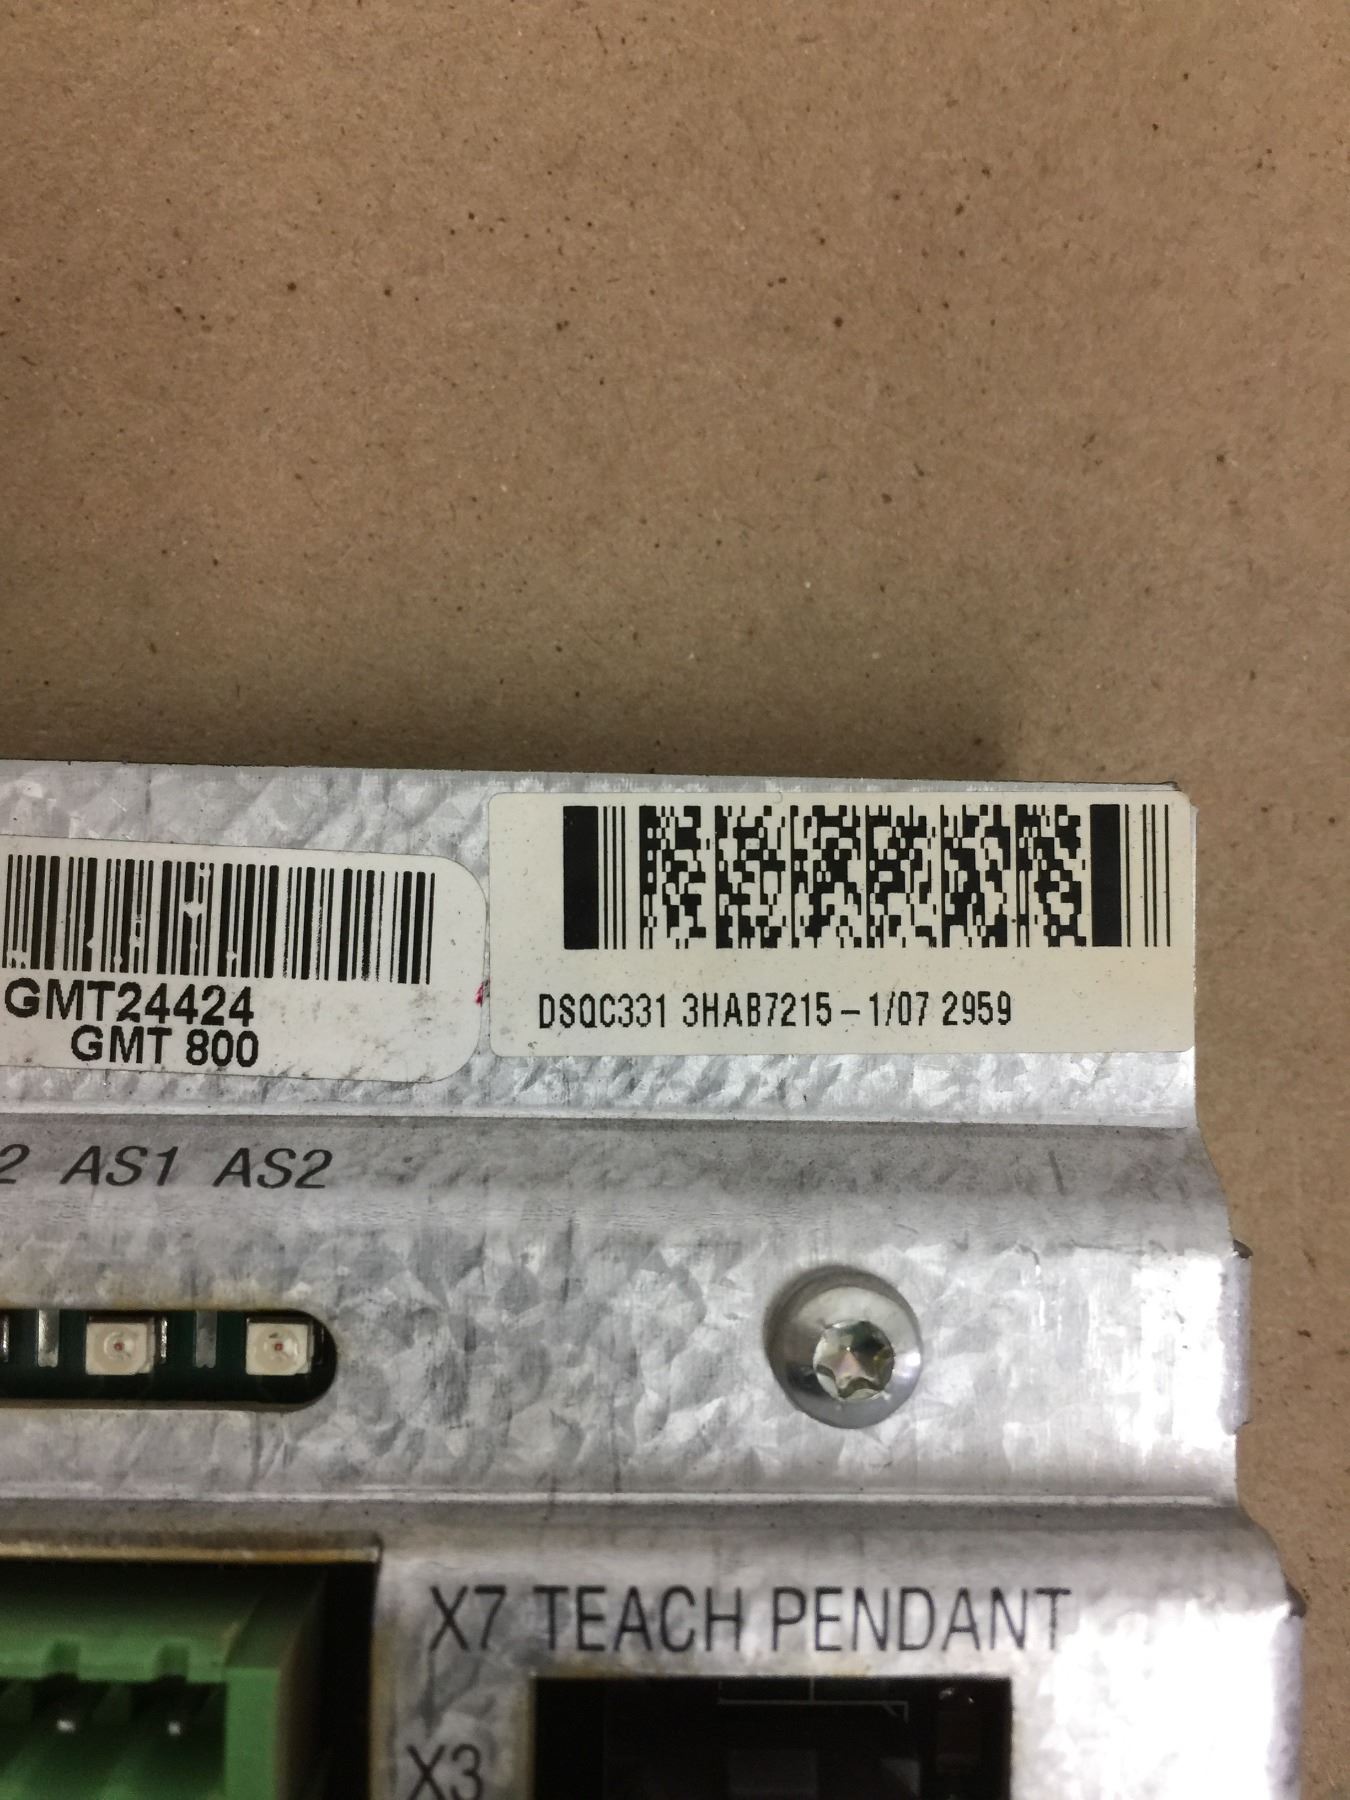 GMT24424
GMT 800
DSQC331 3HAB7215-1/07 2959
2 AS1 AS2
X7 TEACH PENDANT
X3